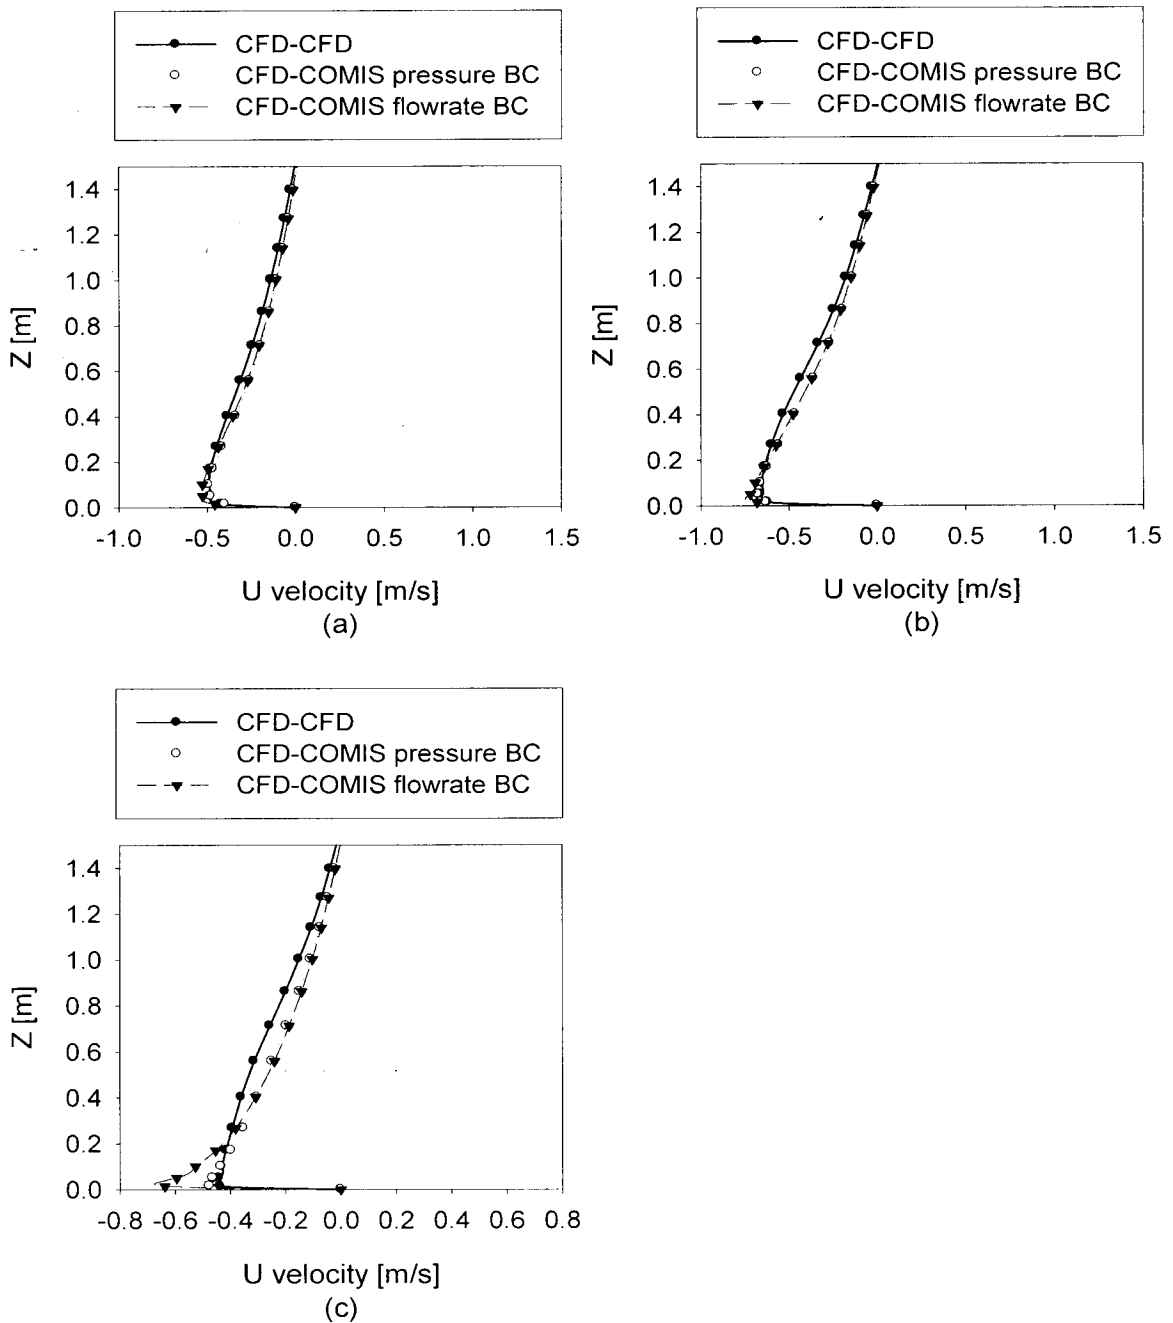 CFD-CFD
CFD-COMIS pressure BC
CFD-COMIS flowrate BC
1.4
1.2
1.0
0.8
0.6
0.4
0.2
0.0
Z [m]
-1.0 -0.5 0.0 0.5 1.0 1.5
U velocity [m/s]
(a)
CFD-CFD
CFD-COMIS pressure BC
CFD-COMIS flowrate BC
1.4
1.2
1.0
0.8
0.6
0.4
0.2
0.0
Z [m]
-1.0 -0.5 0.0 0.5 1.0 1.5
U velocity [m/s]
(b)
CFD-CFD
CFD-COMIS pressure BC
CFD-COMIS flowrate BC
1.4
1.2
1.0
0.8
0.6
0.4
0.2
0.0
Z [m]
-0.8 -0.6 -0.4 -0.2 0.0 0.2 0.4 0.6 0.8
U velocity [m/s]
(c)